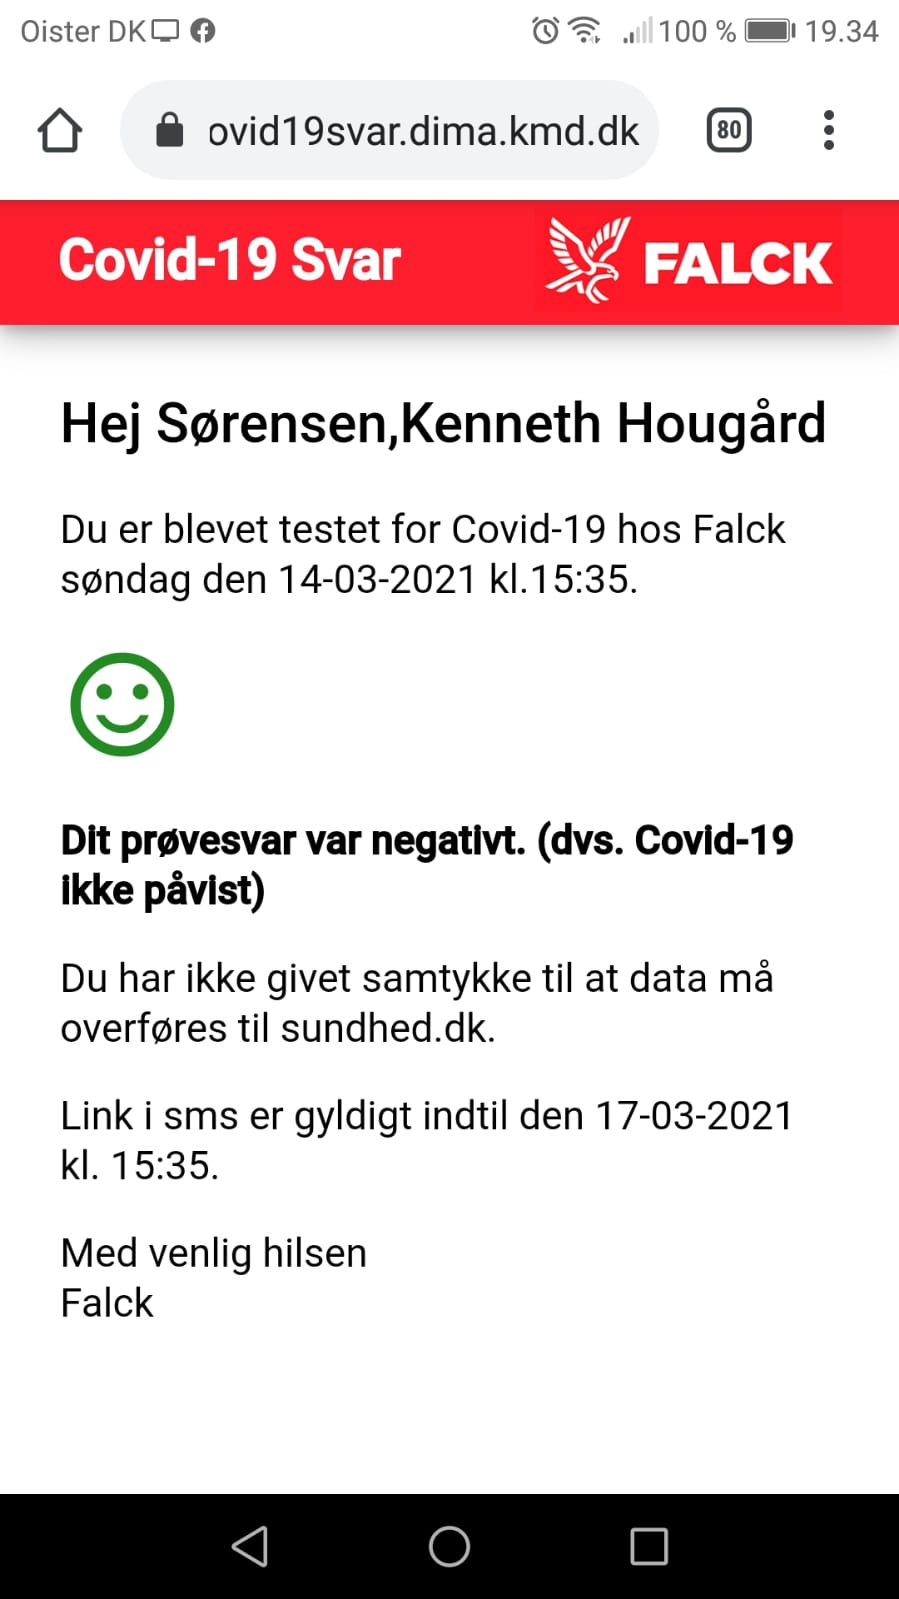 Oister DK 100 % 19.34
ovid19svar.dima.kmd.dk 80
Covid-19 Svar FALCK
Hej Sørensen,Kenneth Hougård
Du er blevet testet for Covid-19 hos Falck
søndag den 14-03-2021 kl.15:35.
Dit prøvesvar var negativt. (dvs. Covid-19
ikke påvist)
Du har ikke givet samtykke til at data må
overføres til sundhed.dk.
Link i sms er gyldigt indtil den 17-03-2021
kl. 15:35.
Med venlig hilsen
Falck